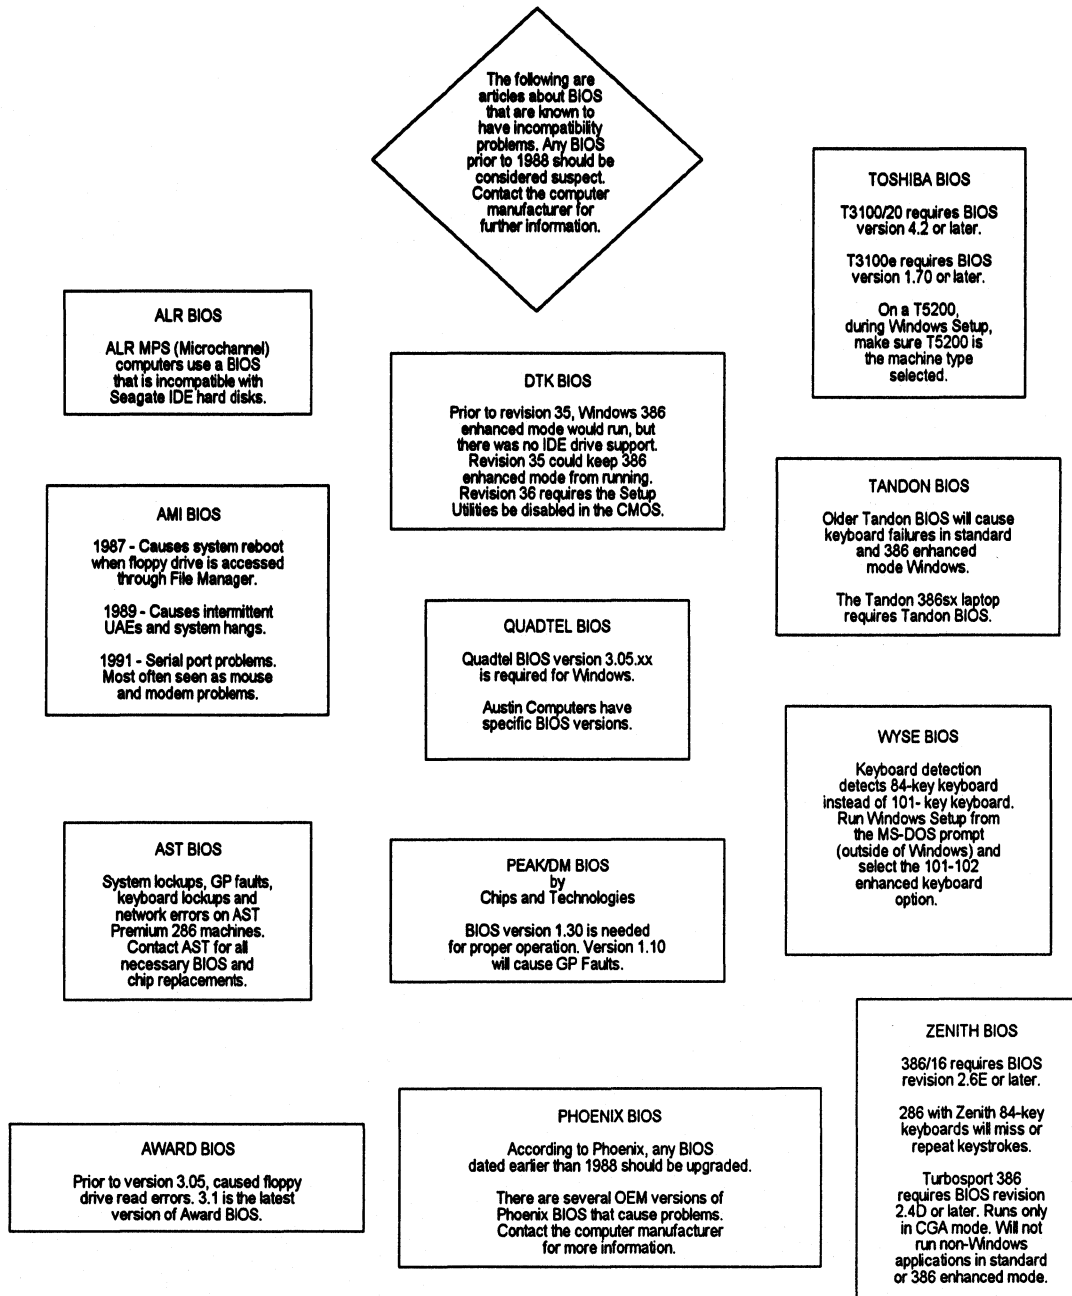 The following are
articles about BIOS
that are known to
have incompatibility
problems. Any BIOS
prior to 1988 should be
considered suspect.
Contact the computer
manufacturer for
further information.
ALR BIOS
ALR MPS (Microchannel)
computers use a BIOS
that is incompatible with
Seagate IDE hard disks.
AMI BIOS
1987 - Causes system reboot
when floppy drive is accessed
through File Manager.
1989 - Causes intermittent
UAEs and system hangs.
1991 - Serial port problems.
Most often seen as mouse
and modem problems.
AST BIOS
System lockups, GP faults,
keyboard lockups and
network errors on AST
Premium 286 machines.
Contact AST for all
necessary BIOS and
chip replacements.
AWARD BIOS
Prior to version 3.05, caused floppy
drive read errors. 3.1 is the latest
version of Award BIOS.
DTK BIOS
Prior to revision 35, Windows 386
enhanced mode would run, but
there was no IDE drive support.
Revision 35 could keep 386
enhanced mode from running.
Revision 36 requires the Setup
Utilities be disabled in the CMOS.
QUADTEL BIOS
Quadtel BIOS version 3.05.xx
is required for Windows.
Austin Computers have
specific BIOS versions.
PEAK/DM BIOS
by
Chips and Technologies
BIOS version 1.30 is needed
for proper operation. Version 1.10
will cause GP Faults.
PHOENIX BIOS
According to Phoenix, any BIOS
dated earlier than 1988 should be upgraded.
There are several OEM versions of
Phoenix BIOS that cause problems.
Contact the computer manufacturer
for more information.
TOSHIBA BIOS
T3100/20 requires BIOS
version 4.2 or later.
T3100e requires BIOS
version 1.70 or later.
On a T5200,
during Windows Setup,
make sure T5200 is
the machine type
selected.
TANDON BIOS
Older Tandon BIOS will cause
keyboard failures in standard
and 386 enhanced
mode Windows.
The Tandon 386sx laptop
requires Tandon BIOS.
WYSE BIOS
Keyboard detection
detects 84-key keyboard
instead of 101- key keyboard.
Run Windows Setup from
the MS-DOS prompt
(outside of Windows) and
select the 101-102
enhanced keyboard
option.
ZENITH BIOS
386/16 requires BIOS
revision 2.6E or later.
286 with Zenith 84-key
keyboards will miss or
repeat keystrokes.
Turbosport 386
requires BIOS revision
2.4D or later. Runs only
in CGA mode. Will not
run non-Windows
applications in standard
or 386 enhanced mode.